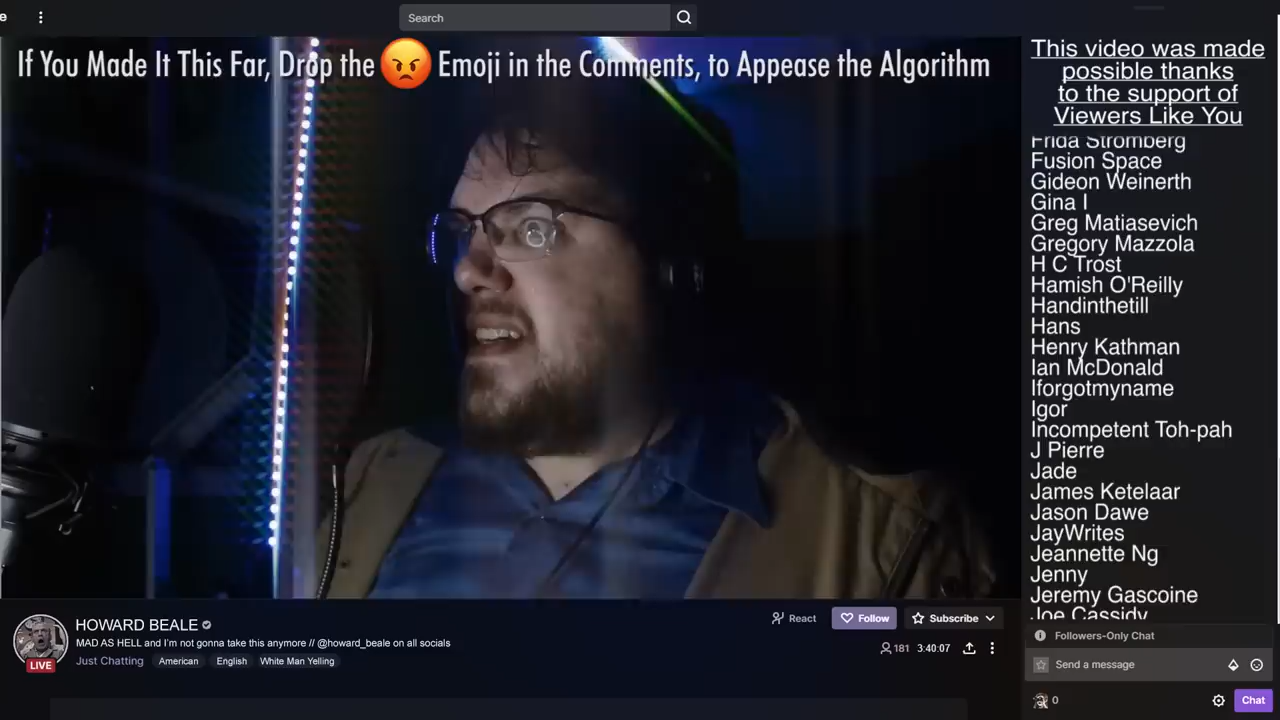 e
Search
If You Made It This Far, Drop the 😡 Emoji in the Comments, to Appease the Algorithm
This video was made
possible thanks
to the support of
Viewers Like You
Frida Stromberg
Fusion Space
Gideon Weinerth
Gina I
Greg Matiasevich
Gregory Mazzola
H C Trost
Hamish O'Reilly
Handinthetill
Hans
Henry Kathman
Ian McDonald
Iforgotmyname
Igor
Incompetent Toh-pah
J Pierre
Jade
James Ketelaar
Jason Dawe
JayWrites
Jeannette Ng
Jenny
Jeremy Gascoine
Joe Cassidy
HOWARD BEALE
MAD AS HELL and I'm not gonna take this anymore // @howard_beale on all socials
Just Chatting American English White Man Yelling
LIVE
React Follow Subscribe
181 3:40:07
Followers-Only Chat
Send a message
0 Chat